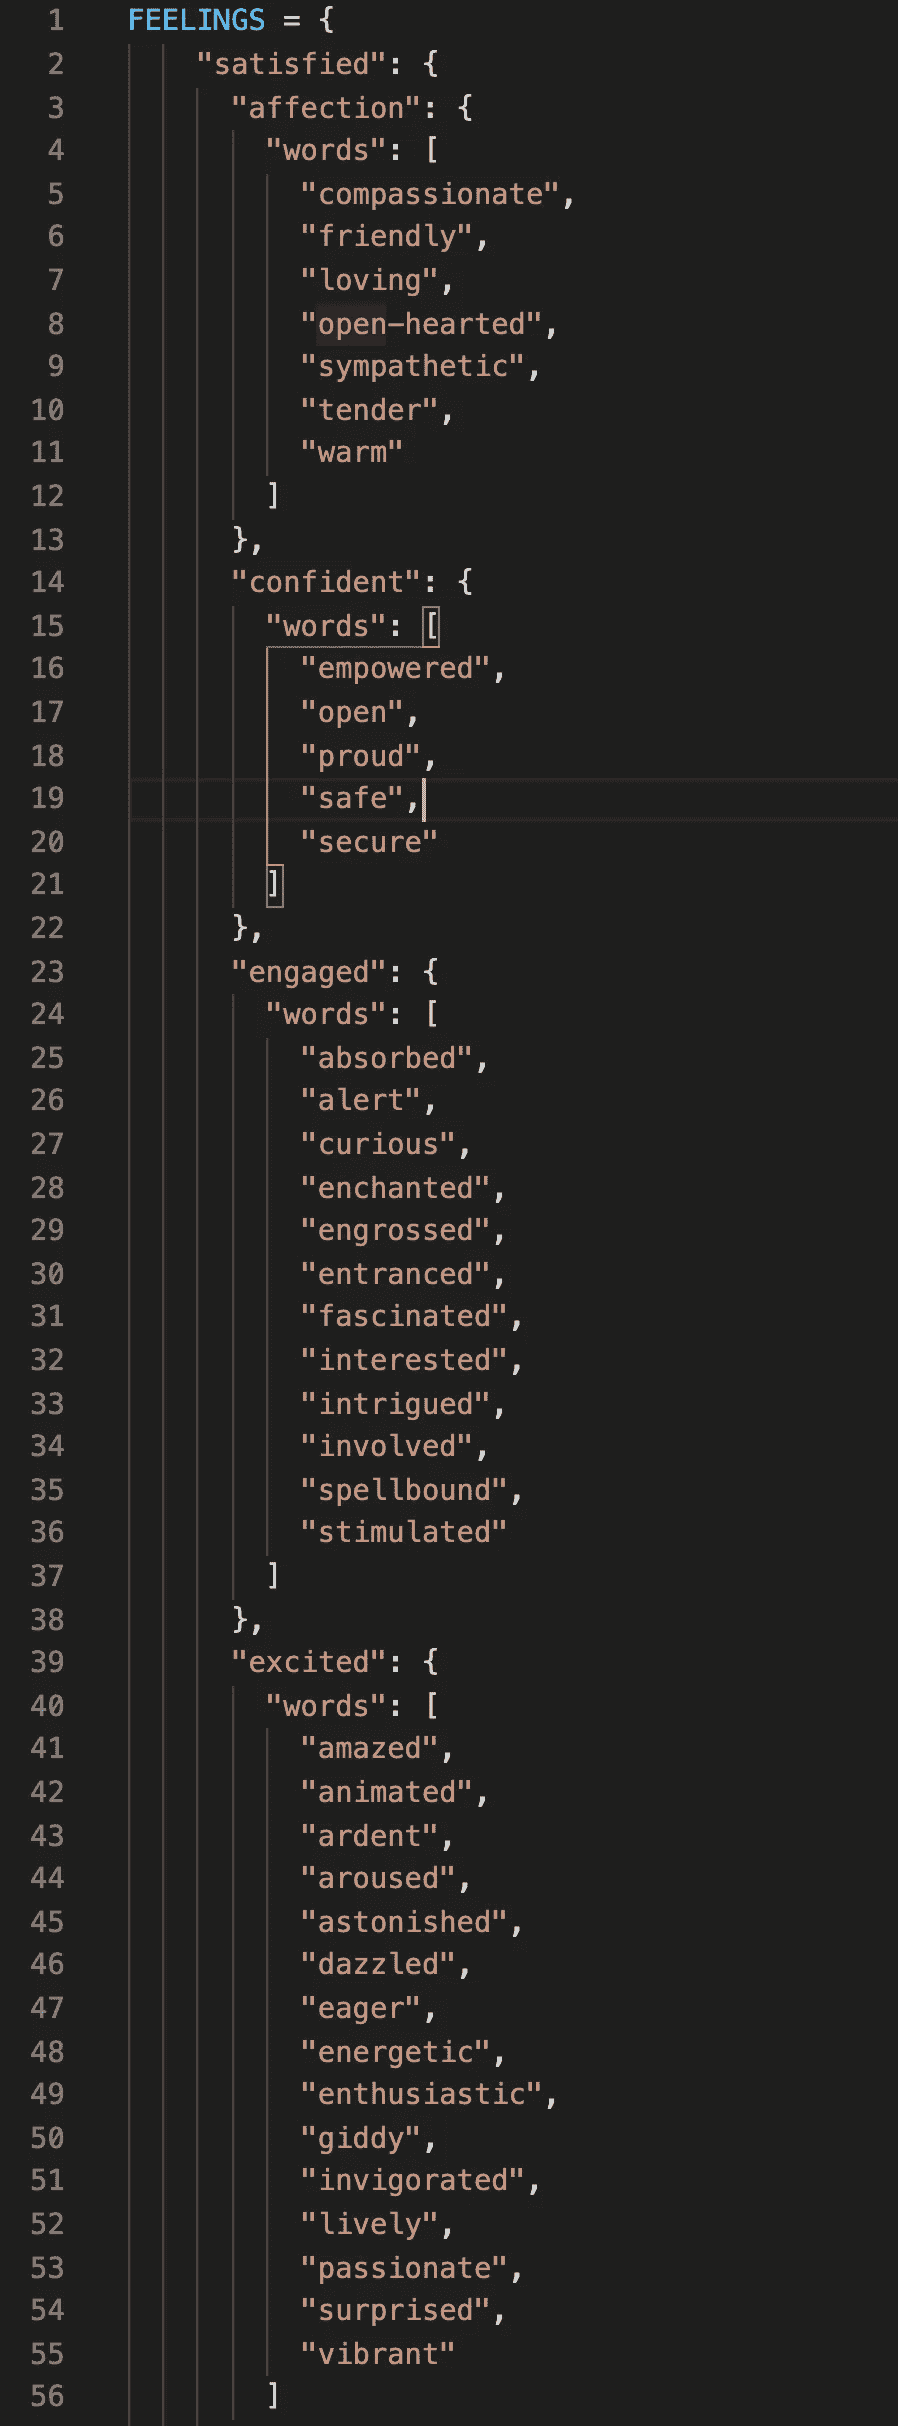 1 FEELINGS = {
2 "satisfied": {
3 "affection": {
4 "words": [
5 "compassionate",
6 "friendly",
7 "loving",
8 "open-hearted",
9 "sympathetic",
10 "tender",
11 "warm"
12 ]
13 },
14 "confident": {
15 "words": [
16 "empowered",
17 "open",
18 "proud",
19 "safe",
20 "secure"
21 ]
22 },
23 "engaged": {
24 "words": [
25 "absorbed",
26 "alert",
27 "curious",
28 "enchanted",
29 "engrossed",
30 "entranced",
31 "fascinated",
32 "interested",
33 "intrigued",
34 "involved",
35 "spellbound",
36 "stimulated"
37 ]
38 },
39 "excited": {
40 "words": [
41 "amazed",
42 "animated",
43 "ardent",
44 "aroused",
45 "astonished",
46 "dazzled",
47 "eager",
48 "energetic",
49 "enthusiastic",
50 "giddy",
51 "invigorated",
52 "lively",
53 "passionate",
54 "surprised",
55 "vibrant"
56 ]